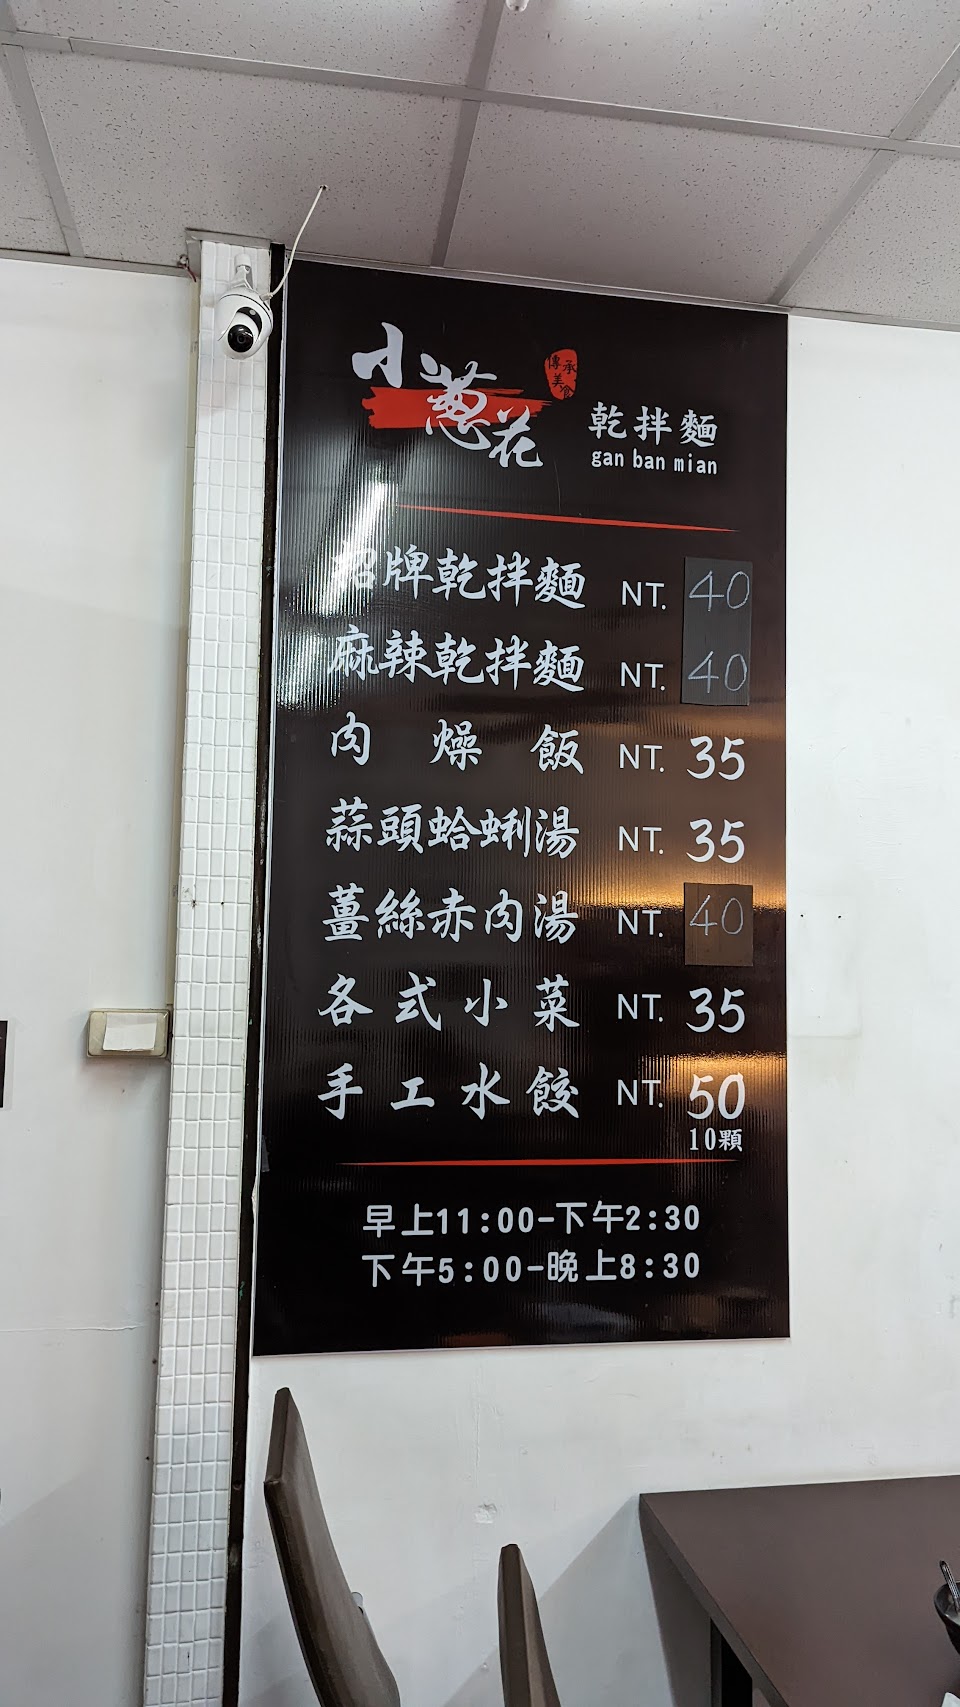 小蔥花
傳承
美食
乾拌麵
gan ban mian
招牌乾拌麵 NT. 40
麻辣乾拌麵 NT. 40
肉燥飯 NT. 35
蒜頭蛤蜊湯 NT. 35
薑絲赤肉湯 NT. 40
各式小菜 NT. 35
手工水餃 NT. 50
10顆
早上11:00-下午2:30
下午5:00-晚上8:30